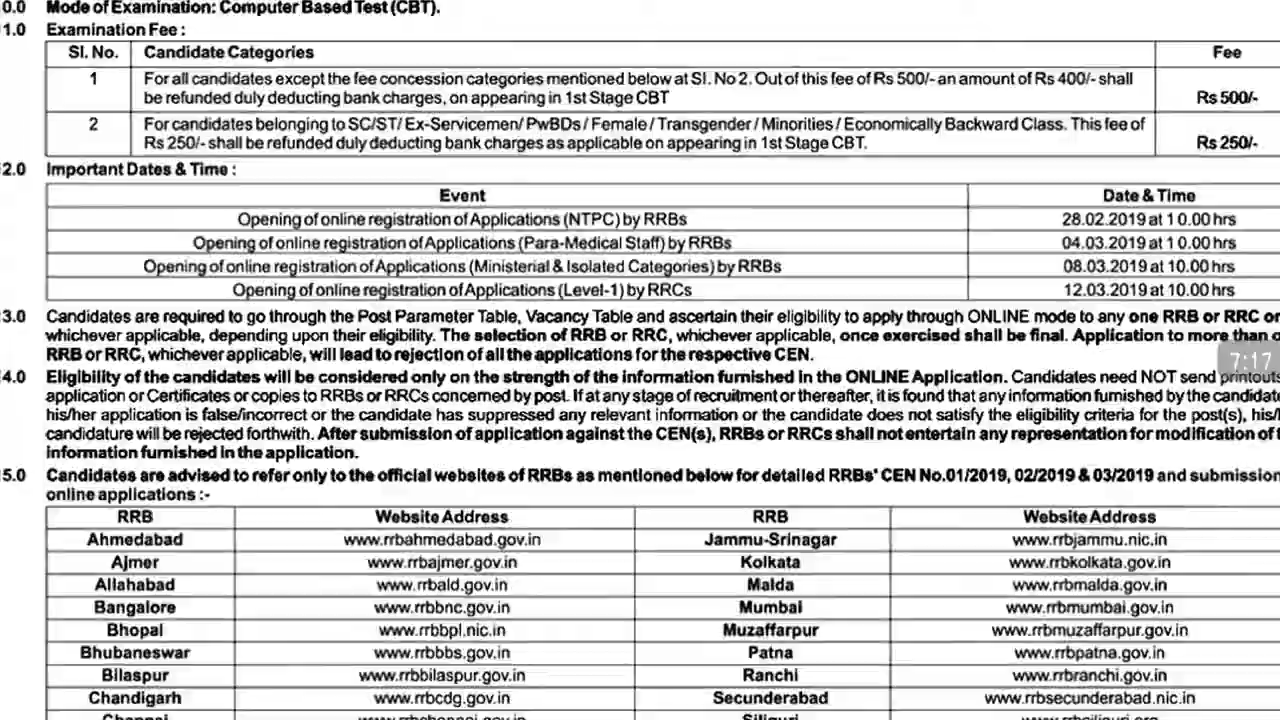 0.0 Mode of Examination: Computer Based Test (CBT).
1.0 Examination Fee :
Sl. No. Candidate Categories Fee
1 For all candidates except the fee concession categories mentioned below at Sl. No 2. Out of this fee of Rs 500/- an amount of Rs 400/- shall
be refunded duly deducting bank charges, on appearing in 1st Stage CBT Rs 500/-
2 For candidates belonging to SC/ST/ Ex-Servicemen/ PwBDs / Female / Transgender / Minorities / Economically Backward Class. This fee of
Rs 250/- shall be refunded duly deducting bank charges as applicable on appearing in 1st Stage CBT. Rs 250/-
2.0 Important Dates & Time :
Event Date & Time
Opening of online registration of Applications (NTPC) by RRBs 28.02.2019 at 10.00 hrs
Opening of online registration of Applications (Para-Medical Staff) by RRBs 04.03.2019 at 10.00 hrs
Opening of online registration of Applications (Ministerial & Isolated Categories) by RRBs 08.03.2019 at 10.00 hrs
Opening of online registration of Applications (Level-1) by RRCs 12.03.2019 at 10.00 hrs
3.0 Candidates are required to go through the Post Parameter Table, Vacancy Table and ascertain their eligibility to apply through ONLINE mode to any one RRB or RRC or
whichever applicable, depending upon their eligibility. The selection of RRB or RRC, whichever applicable, once exercised shall be final. Application to more than o
RRB or RRC, whichever applicable, will lead to rejection of all the applications for the respective CEN.
7:17
4.0 Eligibility of the candidates will be considered only on the strength of the information furnished in the ONLINE Application. Candidates need NOT send printouts
application or Certificates or copies to RRBs or RRCs concerned by post. If at any stage of recruitment or thereafter, it is found that any information furnished by the candidate
his/her application is false/incorrect or the candidate has suppressed any relevant information or the candidate does not satisfy the eligibility criteria for the post(s), his/
candidature will be rejected forthwith. After submission of application against the CEN(s), RRBs or RRCs shall not entertain any representation for modification of
information furnished in the application.
5.0 Candidates are advised to refer only to the official websites of RRBs as mentioned below for detailed RRBs' CEN No.01/2019, 02/2019 & 03/2019 and submission
online applications :-
RRB Website Address RRB Website Address
Ahmedabad www.rrbahmedabad.gov.in Jammu-Srinagar www.rrbjammu.nic.in
Ajmer www.rrbajmer.gov.in Kolkata www.rrbkolkata.gov.in
Allahabad www.rrbald.gov.in Malda www.rrbmalda.gov.in
Bangalore www.rrbbnc.gov.in Mumbai www.rrbmumbai.gov.in
Bhopal www.rrbbpl.nic.in Muzaffarpur www.rrbmuzaffarpur.gov.in
Bhubaneswar www.rrbbbs.gov.in Patna www.rrbpatna.gov.in
Bilaspur www.rrbbilaspur.gov.in Ranchi www.rrbranchi.gov.in
Chandigarh www.rrbcdg.gov.in Secunderabad www.rrbsecunderabad.nic.in